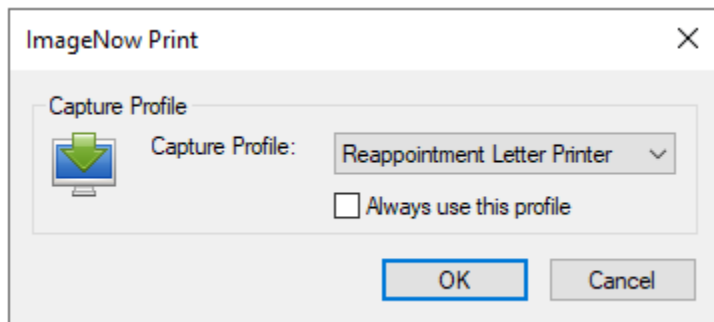 ImageNow Print
Capture Profile
Capture Profile: Reappointment Letter Printer
Always use this profile
OK Cancel